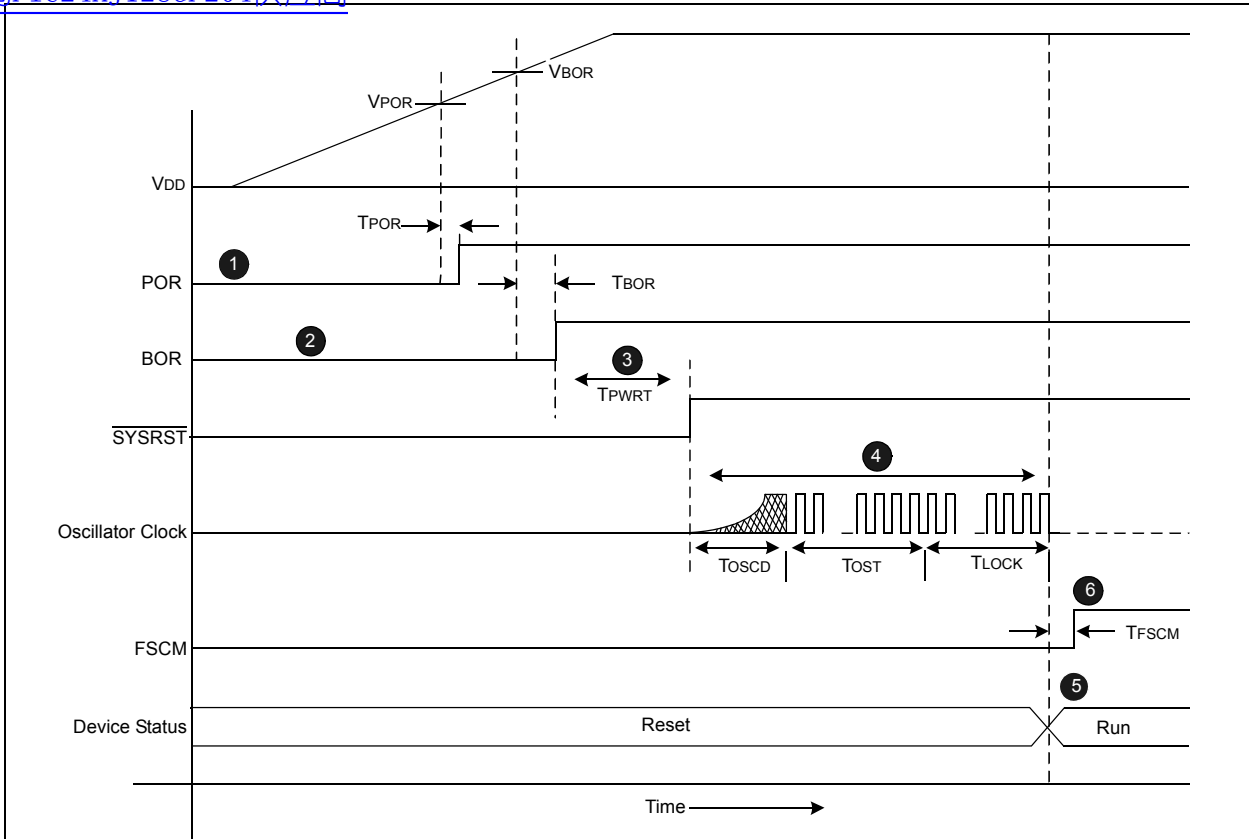 VBOR
VPOR
VDD
TPOR
1
POR
TBOR
2
BOR
3
TPWRT
SYSRST
4
Oscillator Clock
TOSCD
TOST
TLOCK
6
FSCM
TFSCM
5
Device Status
Reset
Run
Time